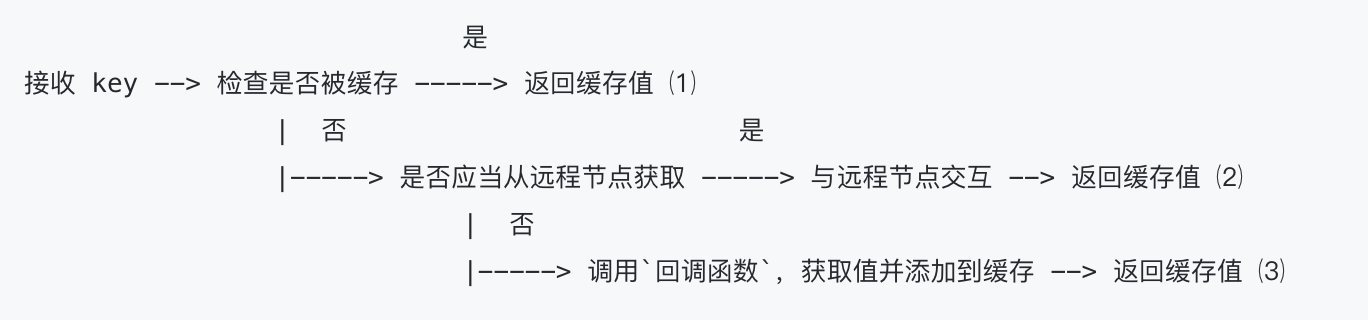 是
接收 key --> 检查是否被缓存 -----> 返回缓存值 ⑴
| 否 是
|-----> 是否应当从远程节点获取 -----> 与远程节点交互 --> 返回缓存值 ⑵
| 否
|-----> 调用`回调函数`，获取值并添加到缓存 --> 返回缓存值 ⑶